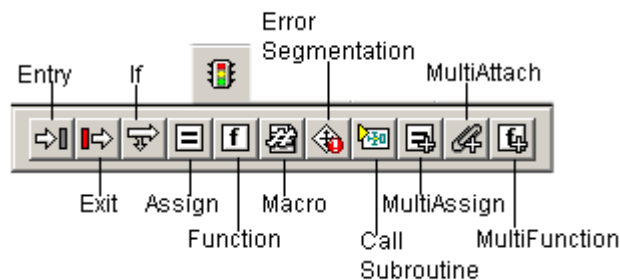 Error
Segmentation
Entry
If
MultiAttach
f
f
Exit
Assign
Macro
MultiAssign
Function
Call
Subroutine
MultiFunction